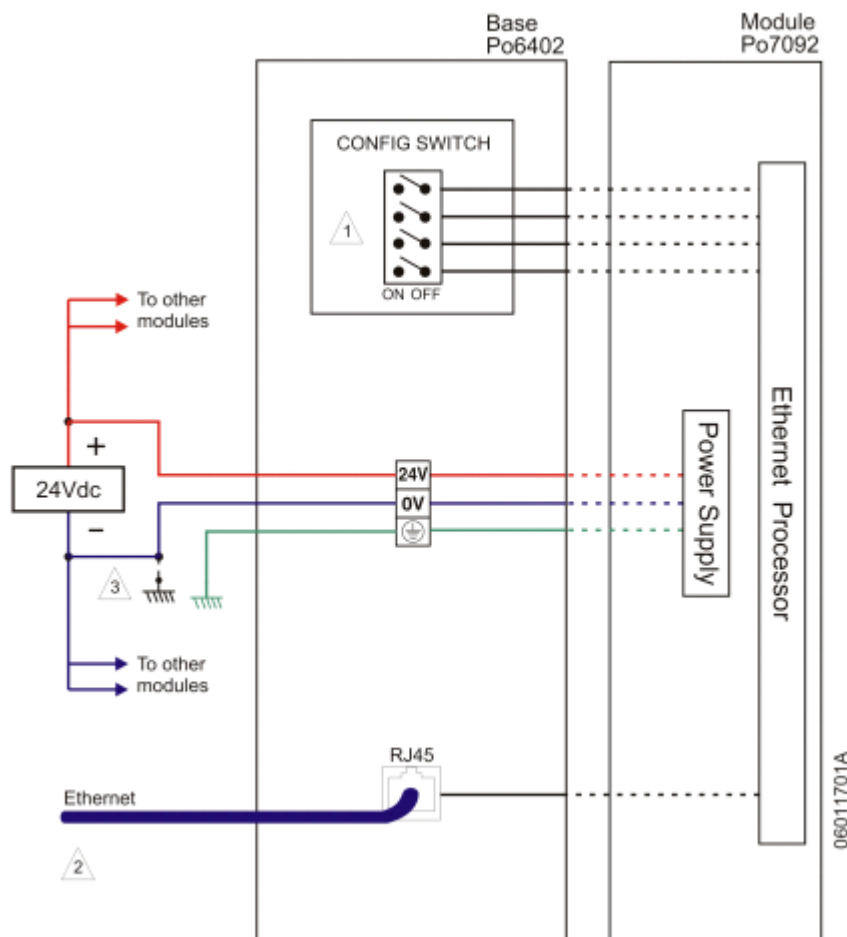 Base
Po6402
Module
Po7092
CONFIG SWITCH
1
ON OFF
To other
modules
+
24Vdc
−
24V
0V
3
To other
modules
Power Supply
Ethernet Processor
RJ45
Ethernet
2
06011701A